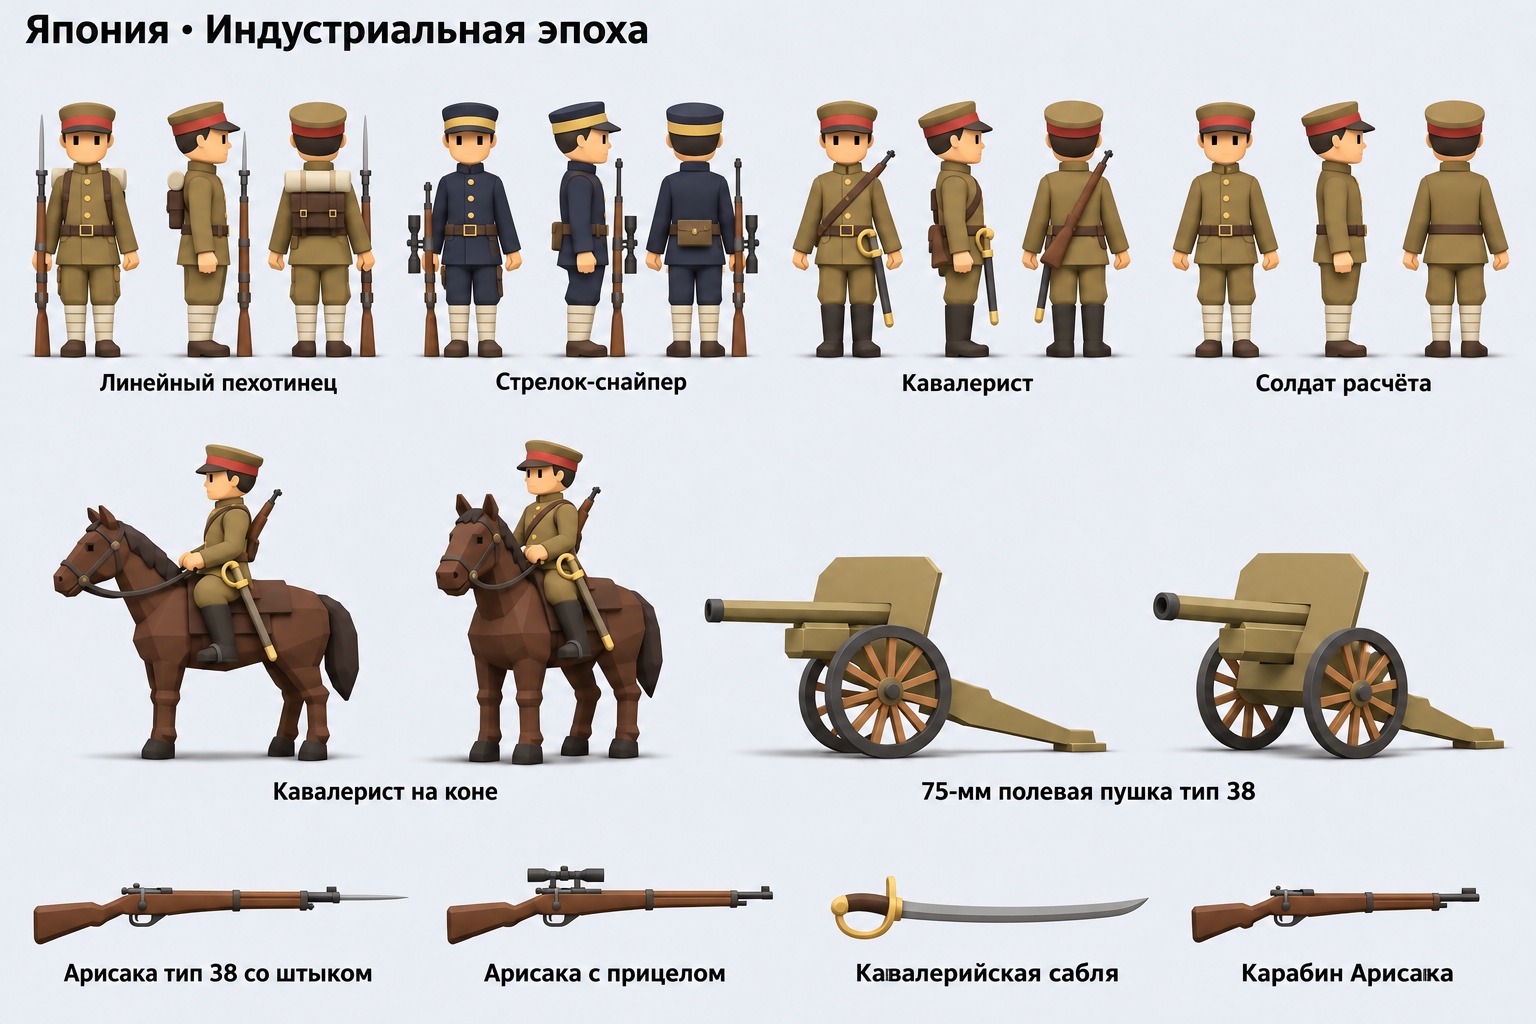 Япония • Индустриальная эпоха
Линейный пехотинец
Стрелок-снайпер
Кавалерист
Солдат расчёта
Кавалерист на коне
75-мм полевая пушка тип 38
Арисака тип 38 со штыком
Арисака с прицелом
Кавалерийская сабля
Карабин Арисака